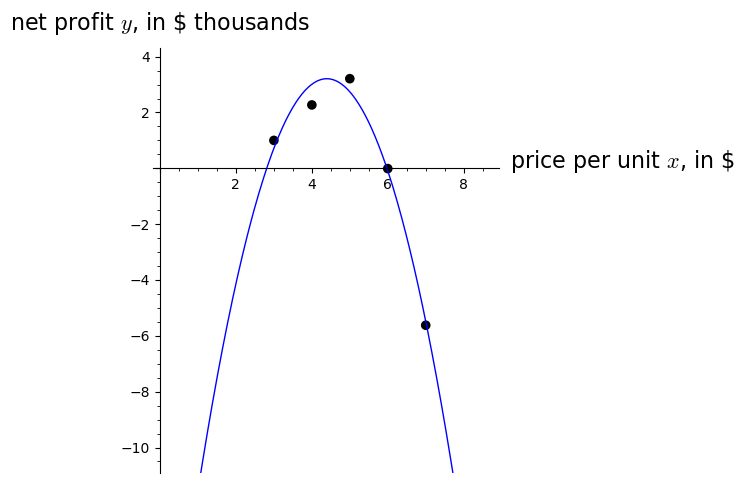 net profit y, in $ thousands
4
2
price per unit x, in $
2 4 6 8
−2
−4
−6
−8
−10